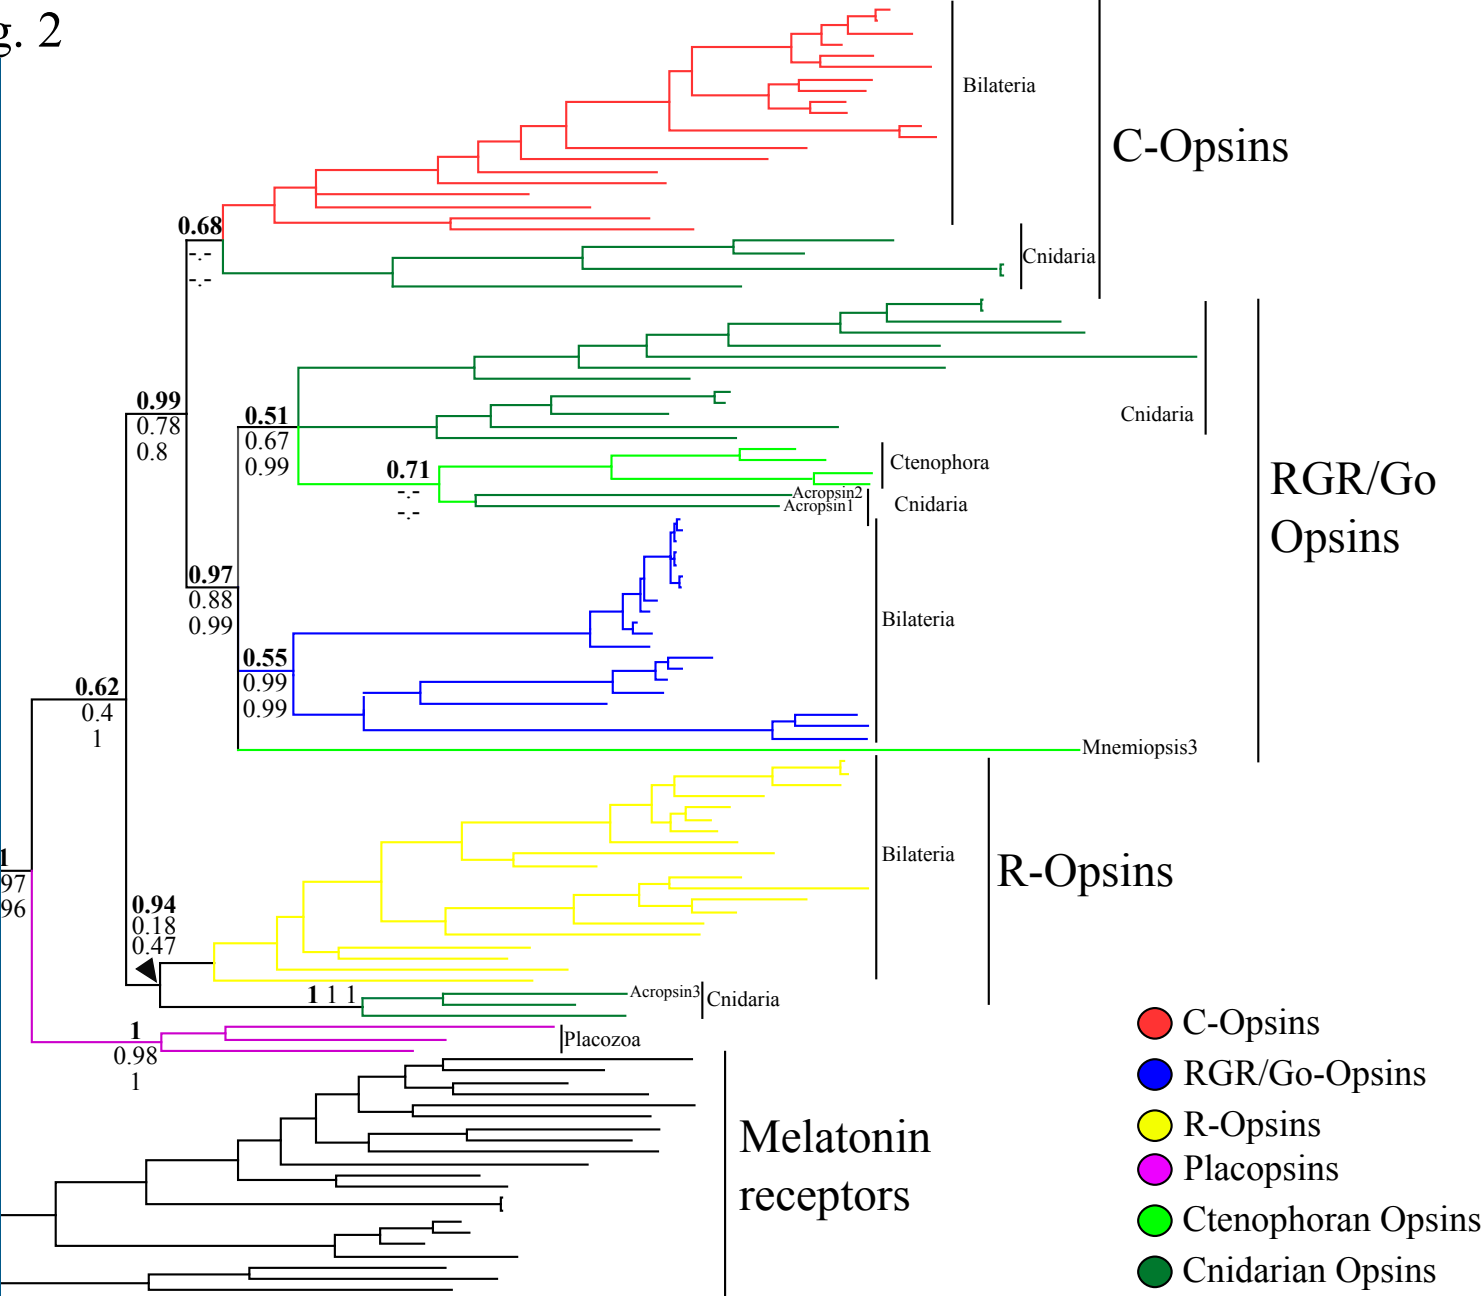 g. 2
Bilateria
C-Opsins
0.68
-.-
-.-
Cnidaria
0.99
0.78
0.8
0.51
0.67
0.99
Cnidaria
0.71
-.-
-.-
Ctenophora
Acropsin2
Acropsin1
Cnidaria
RGR/Go
Opsins
0.97
0.88
0.99
Bilateria
0.55
0.99
0.99
0.62
0.4
1
Mnemiopsis3
Bilateria
R-Opsins
1
97
96
0.94
0.18
0.47
1 1 1
Acropsin3
Cnidaria
1
0.98
1
Placozoa
Melatonin
receptors
C-Opsins
RGR/Go-Opsins
R-Opsins
Placopsins
Ctenophoran Opsins
Cnidarian Opsins